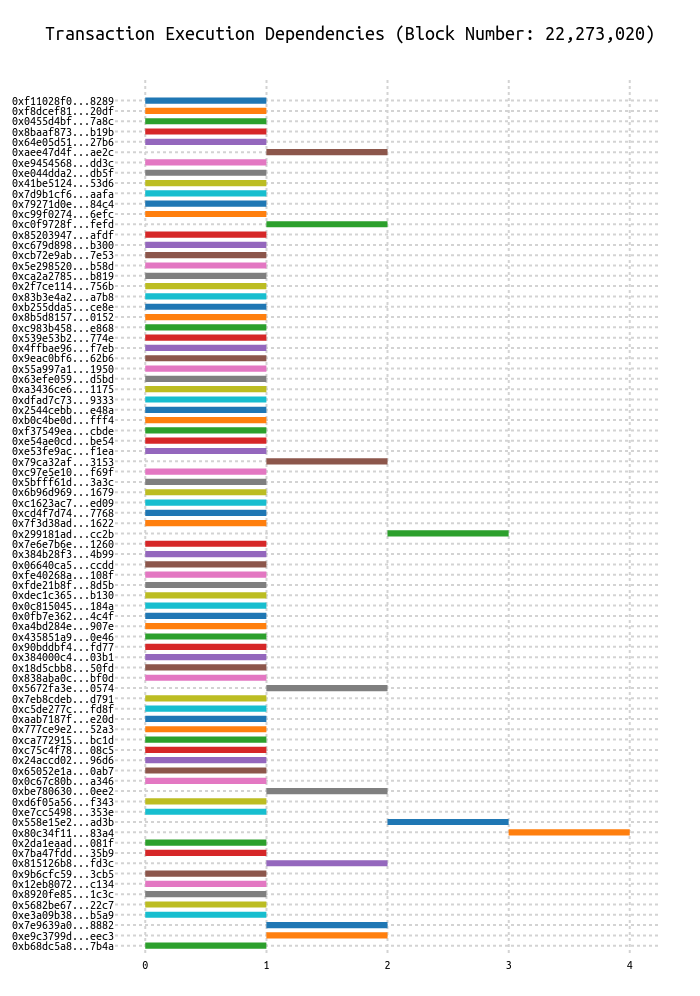 Transaction Execution Dependencies (Block Number: 22,273,020)
0xf11028f0...8289
0xf8dcef81...20df
0x0455d4bf...7a8c
0x8baaf873...b19b
0x64e05d51...27b6
0xaee47d4f...ae2c
0xe9454568...dd3c
0xe044dda2...db5f
0x41be5124...53d6
0x7d9b1cf6...aafa
0x79271d0e...84c4
0xc99f0274...6efc
0xc0f9728f...fefd
0x85203947...afdf
0xc679d898...b300
0xcb72e9ab...7e53
0x5e298520...b58d
0xca2a2785...b819
0x2f7ce114...756b
0x83b3e4a2...a7b8
0xb255dda5...ce8e
0x8b5d8157...0152
0xc983b458...e868
0x539e53b2...774e
0x4ffbae96...f7eb
0x9eac0bf6...62b6
0x55a997a1...1950
0x63efe059...d5bd
0xa3436ce6...1175
0xdfad7c73...9333
0x2544cebb...e48a
0xb0c4be0d...fff4
0xf37549ea...cbde
0xe54ae0cd...be54
0xe53fe9ac...f1ea
0x79ca32af...3153
0xc97e5e10...f69f
0x5bfff61d...3a3c
0x6b96d969...1679
0xc1623ac7...ed09
0xcd4f7d74...7768
0x7f3d38ad...1622
0x299181ad...cc2b
0x7e6e7b6e...1260
0x384b28f3...4b99
0x06640ca5...ccdd
0xfe40268a...108f
0xfde21b8f...8d5b
0xdec1c365...b130
0x0c815045...184a
0x0fb7e362...4c4f
0xa4bd284e...907e
0x435851a9...0e46
0x90bddbf4...fd77
0x384000c4...03b1
0x18d5cbb8...50fd
0x838aba0c...bf0d
0x5672fa3e...0574
0x7eb8cdeb...d791
0xc5de277c...fd8f
0xaab7187f...e20d
0x777ce9e2...52a3
0xca772915...bc1d
0xc75c4f78...08c5
0x24accd02...96d6
0x65052e1a...0ab7
0x0c67c80b...a346
0xbe780630...0ee2
0xd6f05a56...f343
0xe7cc5498...353e
0x558e15e2...ad3b
0x80c34f11...83a4
0x2da1eaad...081f
0x7ba47fdd...35b9
0x815126b8...fd3c
0x9b6cfc59...3cb5
0x12eb8072...c134
0x8920fe85...1c3c
0x5682be67...22c7
0xe3a09b38...b5a9
0x7e9639a0...8882
0xe9c3799d...eec3
0xb68dc5a8...7b4a
0 1 2 3 4